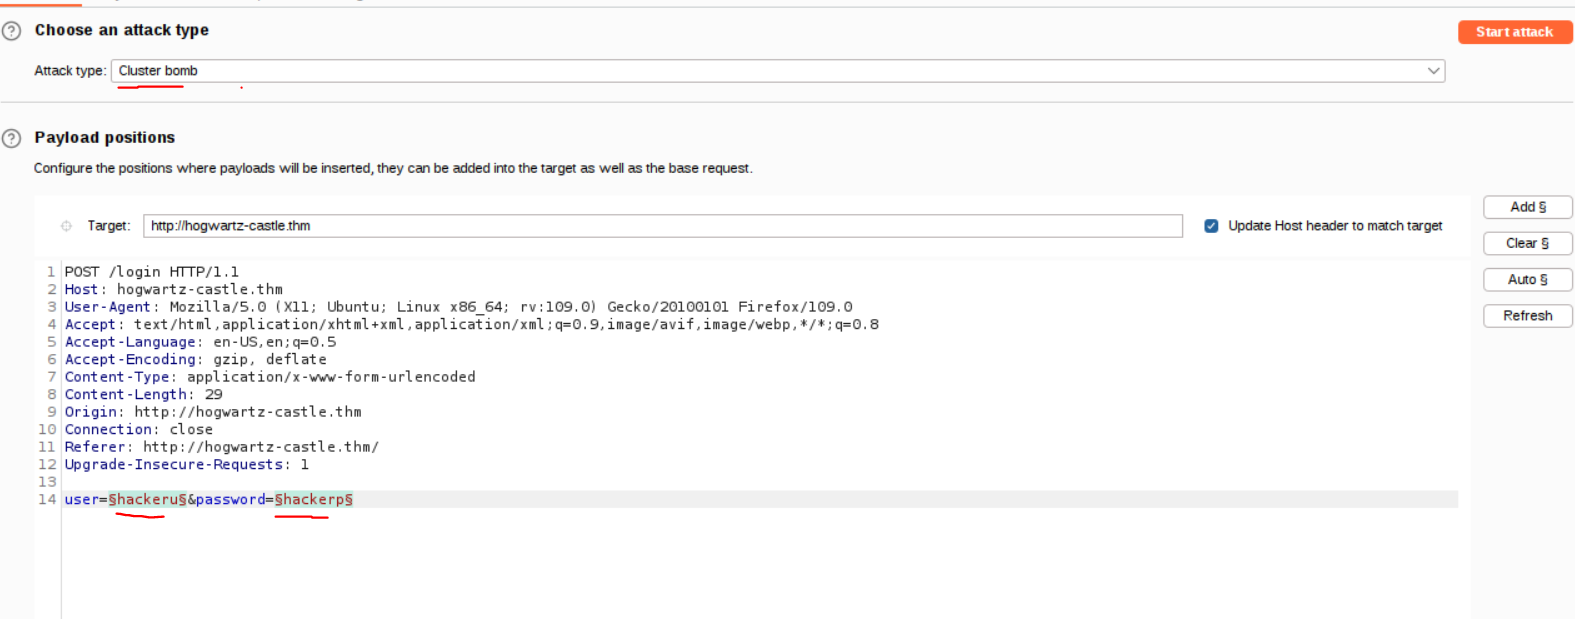 Choose an attack type
Start attack
Attack type: Cluster bomb
Payload positions
Configure the positions where payloads will be inserted, they can be added into the target as well as the base request.
Add §
Target: http://hogwartz-castle.thm
Update Host header to match target
Clear §
Auto §
Refresh
1 POST /login HTTP/1.1
2 Host: hogwartz-castle.thm
3 User-Agent: Mozilla/5.0 (X11; Ubuntu; Linux x86_64; rv:109.0) Gecko/20100101 Firefox/109.0
4 Accept: text/html,application/xhtml+xml,application/xml;q=0.9,image/avif,image/webp,*/*;q=0.8
5 Accept-Language: en-US,en;q=0.5
6 Accept-Encoding: gzip, deflate
7 Content-Type: application/x-www-form-urlencoded
8 Content-Length: 29
9 Origin: http://hogwartz-castle.thm
10 Connection: close
11 Referer: http://hogwartz-castle.thm/
12 Upgrade-Insecure-Requests: 1
13
14 user=§hackeru§&password=§hackerp§